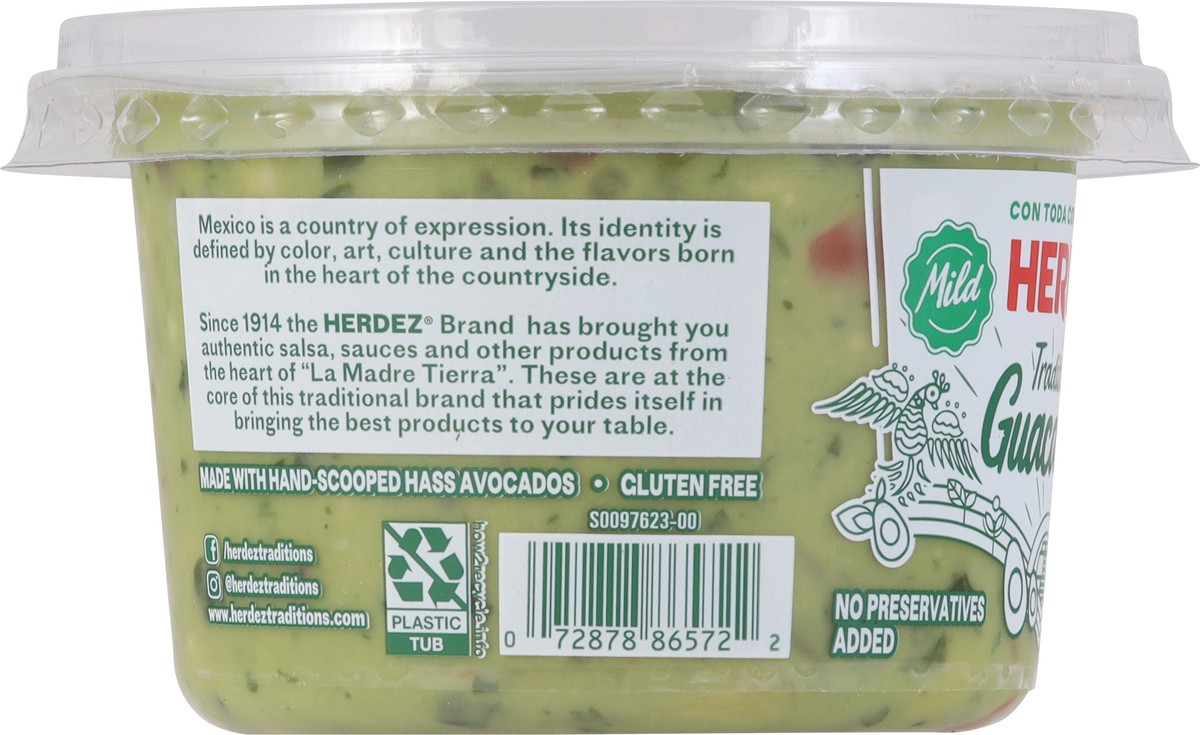 Mexico is a country of expression. Its identity is
defined by color, art, culture and the flavors born
in the heart of the countryside.
Since 1914 the HERDEZ® Brand has brought you
authentic salsa, sauces and other products from
the heart of “La Madre Tierra”. These are at the
core of this traditional brand that prides itself in
bringing the best products to your table.
MADE WITH HAND-SCOOPED HASS AVOCADOS • GLUTEN FREE
S0097623-00
/herdeztraditions
@herdeztraditions
www.herdeztraditions.com
PLASTIC
TUB
how2recycle.info
0 72878 86572 2
CON TODA
Mild
NO PRESERVATIVES
ADDED